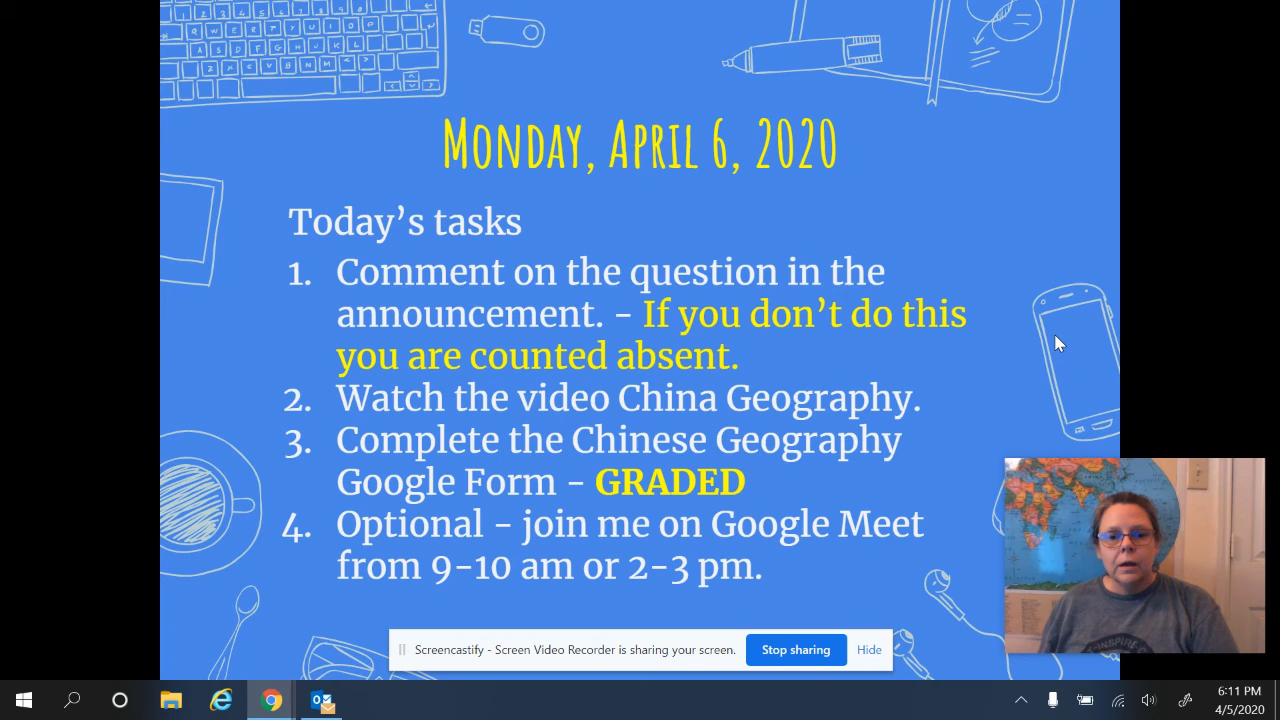 Monday, April 6, 2020
Today's tasks
1. Comment on the question in the
announcement. - If you don't do this
you are counted absent.
2. Watch the video China Geography.
3. Complete the Chinese Geography
Google Form - GRADED
4. Optional - join me on Google Meet
from 9-10 am or 2-3 pm.
Screencastify - Screen Video Recorder is sharing your screen.
Stop sharing
Hide
6:11 PM
4/5/2020